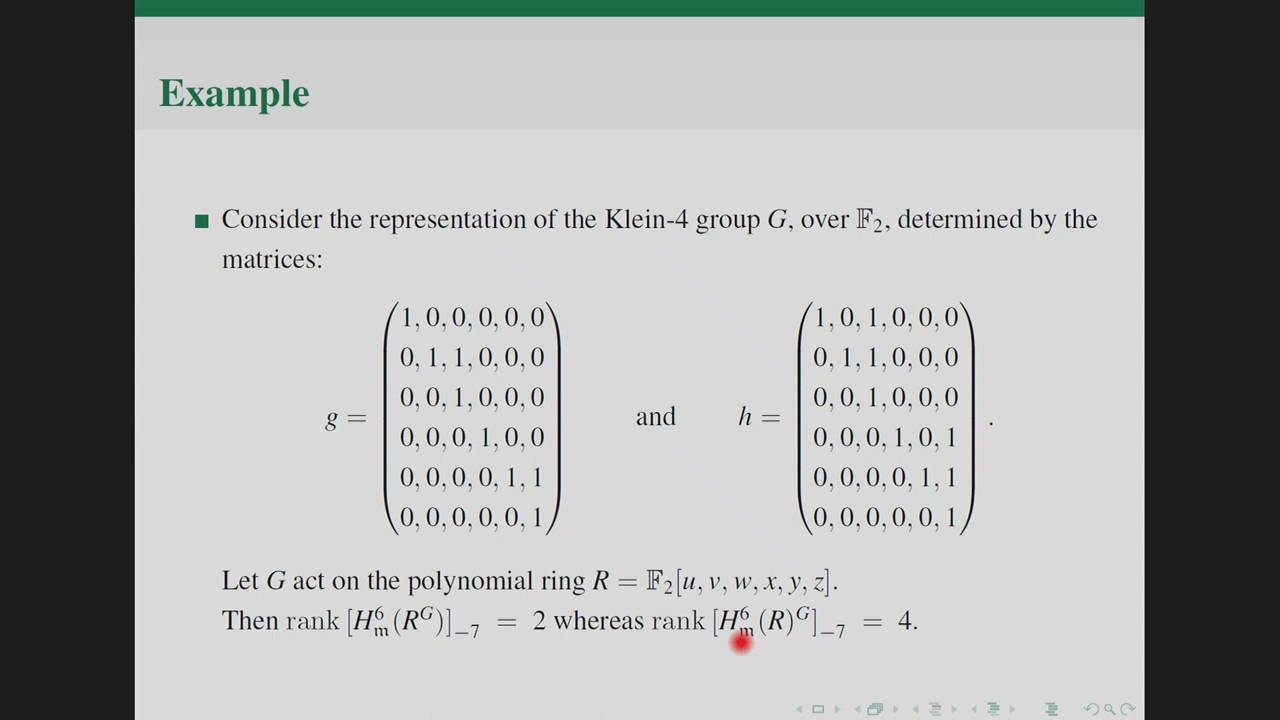 Example
Consider the representation of the Klein-4 group G, over 𝔽₂, determined by the
matrices:
g = (1, 0, 0, 0, 0, 0
0, 1, 1, 0, 0, 0
0, 0, 1, 0, 0, 0
0, 0, 0, 1, 0, 0
0, 0, 0, 0, 1, 1
0, 0, 0, 0, 0, 1)
and
h = (1, 0, 1, 0, 0, 0
0, 1, 1, 0, 0, 0
0, 0, 1, 0, 0, 0
0, 0, 0, 1, 0, 1
0, 0, 0, 0, 1, 1
0, 0, 0, 0, 0, 1).
Let G act on the polynomial ring R = 𝔽₂[u, v, w, x, y, z].
Then rank [H⁶_𝔪(R^G)]₋₇ = 2 whereas rank [H⁶_𝔪(R)^G]₋₇ = 4.